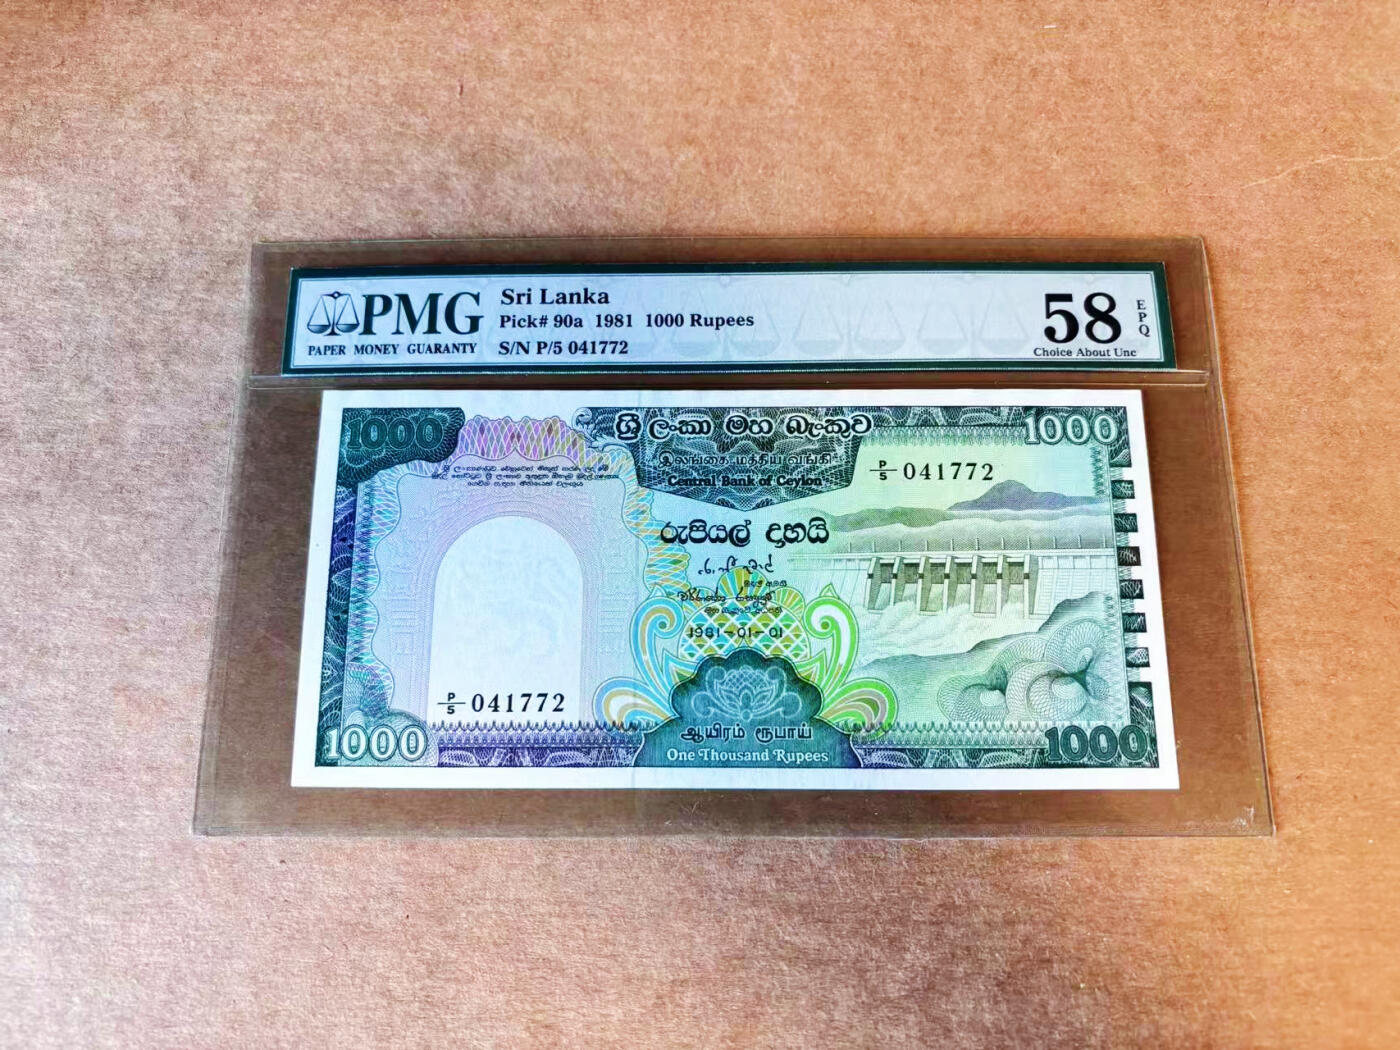 PMG
PAPER MONEY GUARANTY
Sri Lanka
Pick# 90a 1981 1000 Rupees
S/N P/5 041772
58
EPQ
Choice About Unc
1000
ශ්‍රී ලංකා මහ බැංකුව
1000
இலங்கை மத்திய வங்கி
Central Bank of Ceylon
P/5 041772
රුපියල් දාහයි
1981-01-01
P/5 041772
ஆயிரம் ரூபாய்
One Thousand Rupees
1000
1000